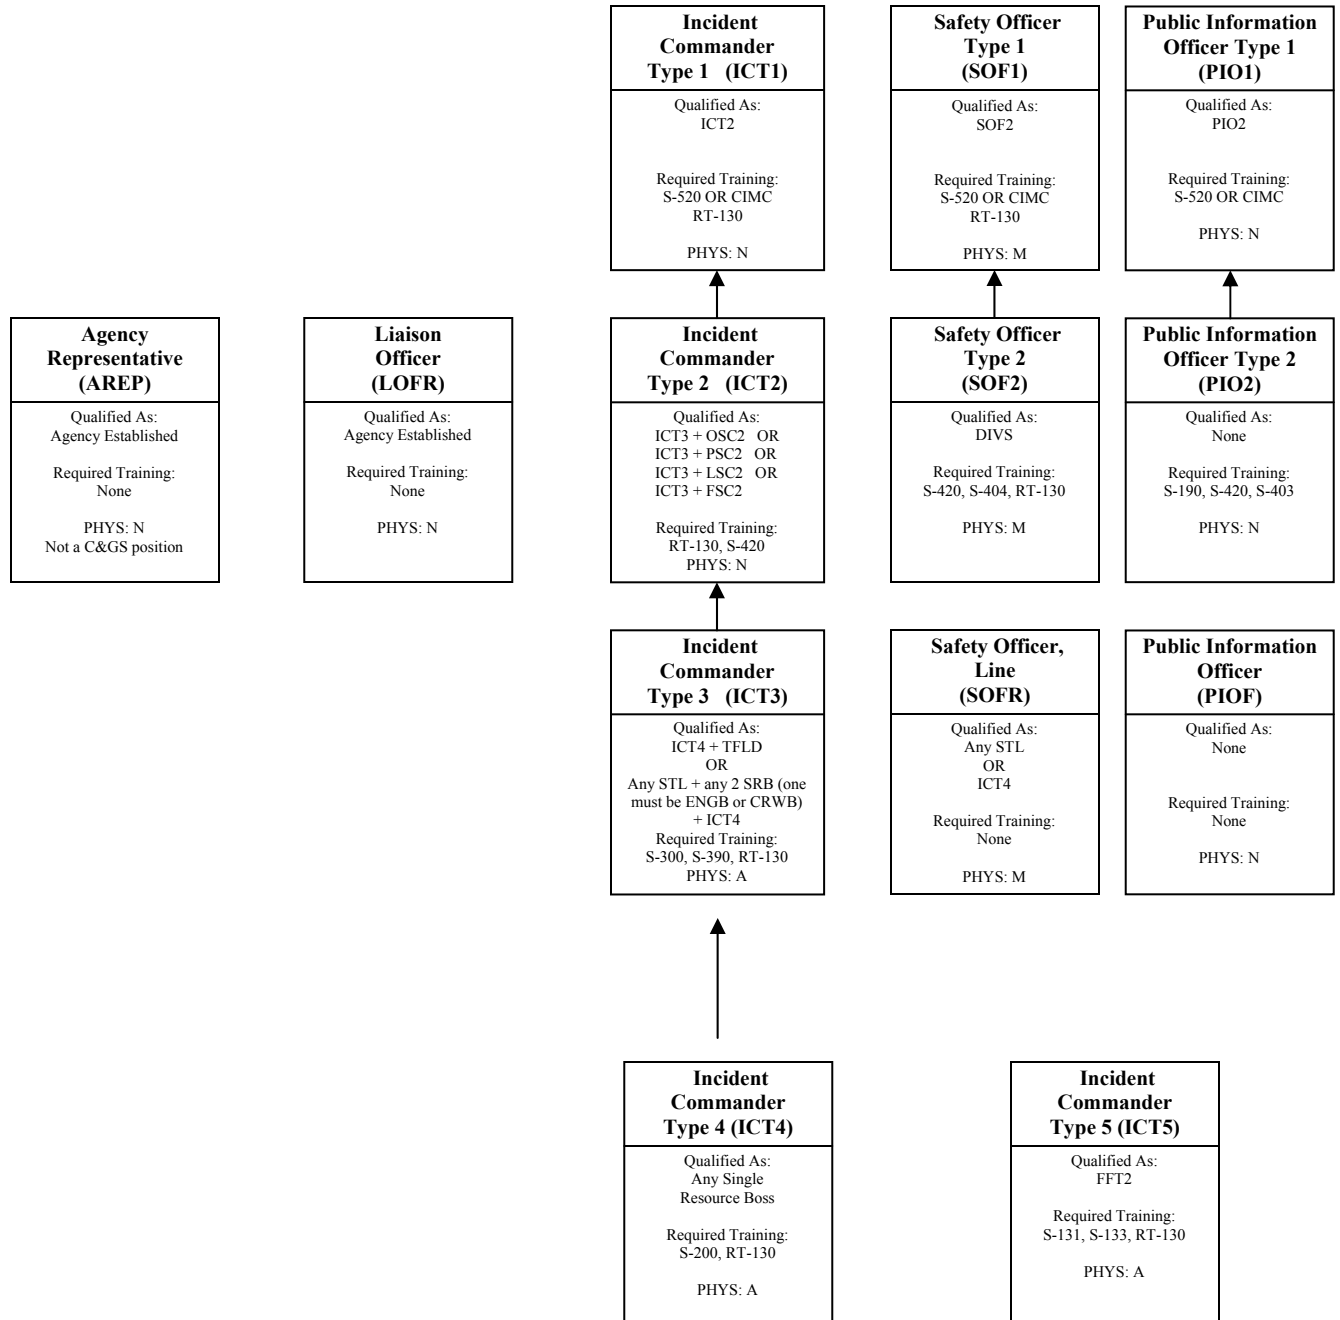 Incident
Commander
Type 1 (ICT1)
Qualified As:
ICT2
Required Training:
S-520 OR CIMC
RT-130
PHYS: N
Safety Officer
Type 1
(SOF1)
Qualified As:
SOF2
Required Training:
S-520 OR CIMC
RT-130
PHYS: M
Public Information
Officer Type 1
(PIO1)
Qualified As:
PIO2
Required Training:
S-520 OR CIMC
PHYS: N
Agency
Representative
(AREP)
Qualified As:
Agency Established
Required Training:
None
PHYS: N
Not a C&GS position
Liaison
Officer
(LOFR)
Qualified As:
Agency Established
Required Training:
None
PHYS: N
Incident
Commander
Type 2 (ICT2)
Qualified As:
ICT3 + OSC2 OR
ICT3 + PSC2 OR
ICT3 + LSC2 OR
ICT3 + FSC2
Required Training:
RT-130, S-420
PHYS: N
Safety Officer
Type 2
(SOF2)
Qualified As:
DIVS
Required Training:
S-420, S-404, RT-130
PHYS: M
Public Information
Officer Type 2
(PIO2)
Qualified As:
None
Required Training:
S-190, S-420, S-403
PHYS: N
Incident
Commander
Type 3 (ICT3)
Qualified As:
ICT4 + TFLD
OR
Any STL + any 2 SRB (one
must be ENGB or CRWB)
+ ICT4
Required Training:
S-300, S-390, RT-130
PHYS: A
Safety Officer,
Line
(SOFR)
Qualified As:
Any STL
OR
ICT4
Required Training:
None
PHYS: M
Public Information
Officer
(PIOF)
Qualified As:
None
Required Training:
None
PHYS: N
Incident
Commander
Type 4 (ICT4)
Qualified As:
Any Single
Resource Boss
Required Training:
S-200, RT-130
PHYS: A
Incident
Commander
Type 5 (ICT5)
Qualified As:
FFT2
Required Training:
S-131, S-133, RT-130
PHYS: A